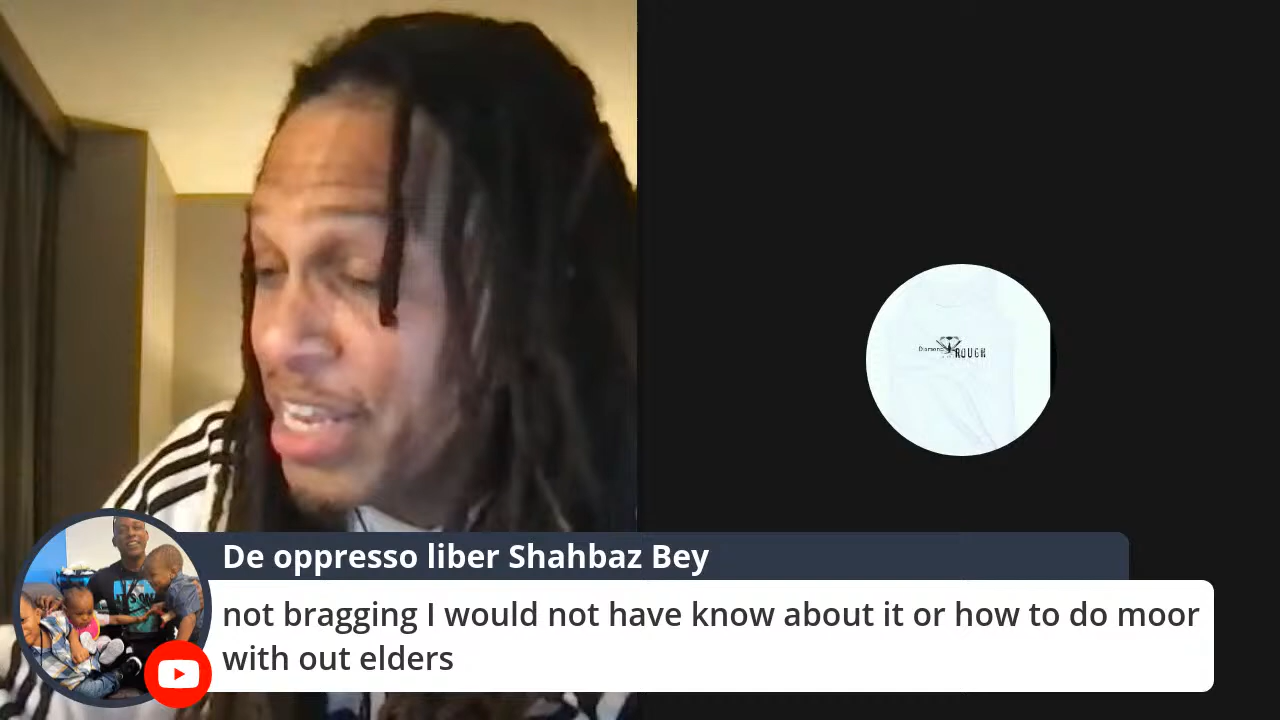 Diamond
ROUGH
De oppresso liber Shahbaz Bey
not bragging I would not have know about it or how to do moor
with out elders